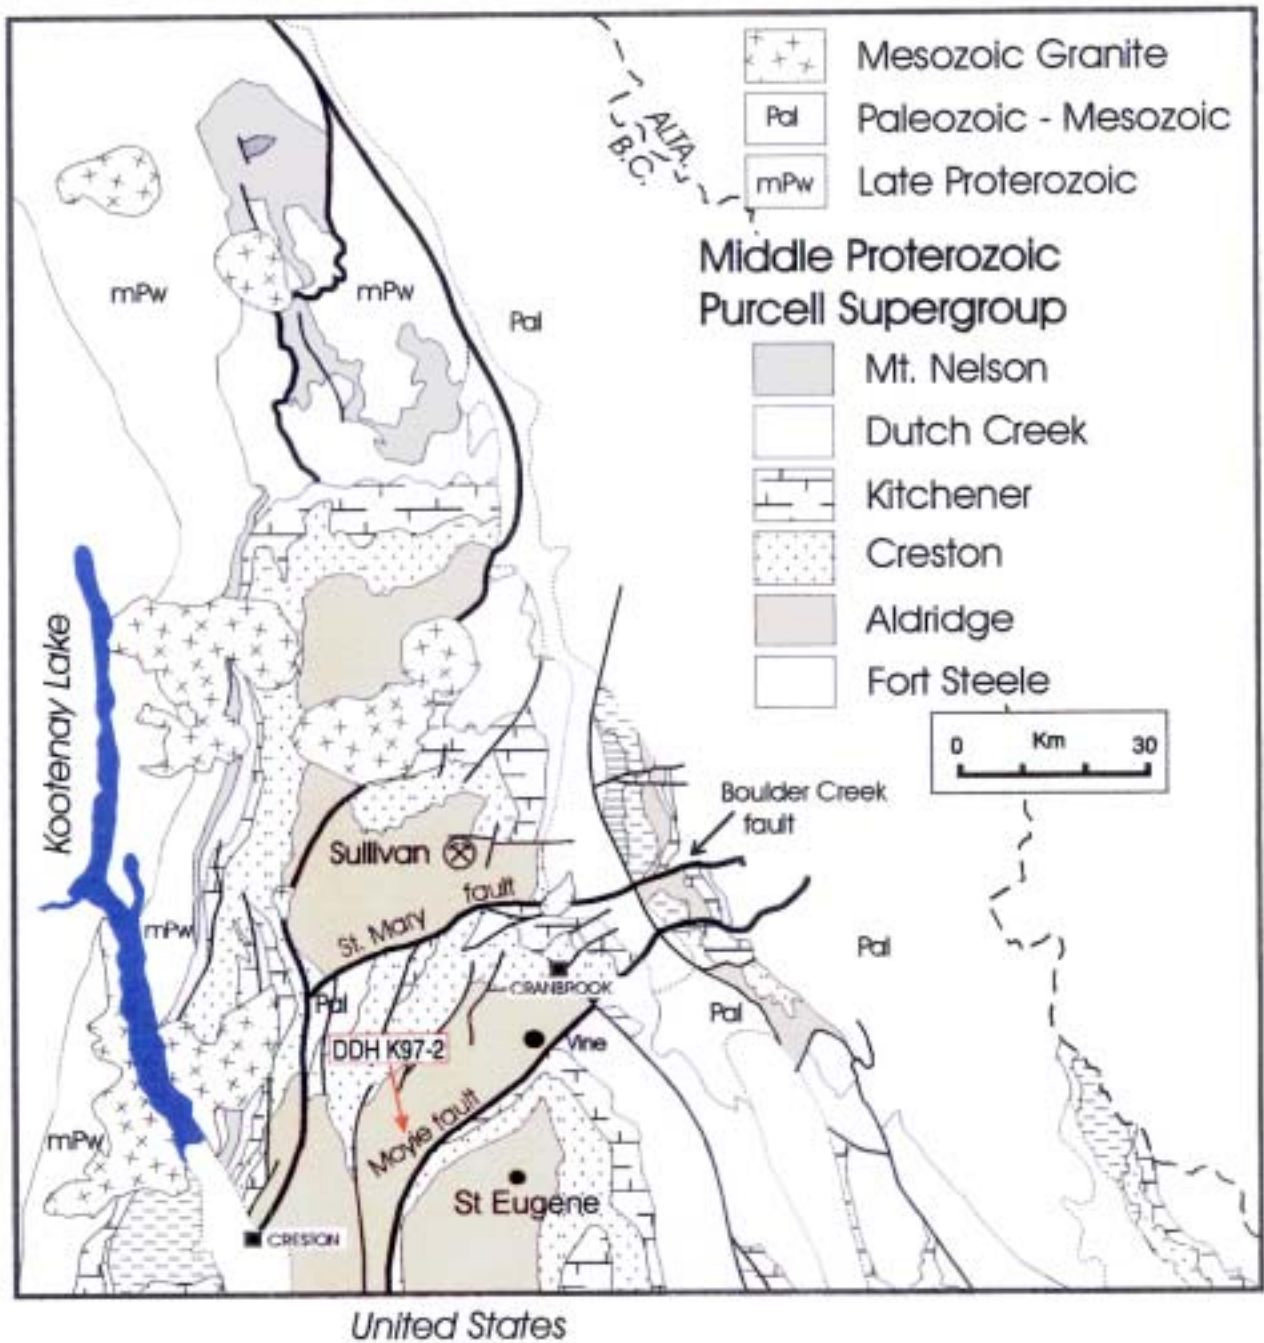 Mesozoic Granite
Pal
Paleozoic - Mesozoic
mPw
Late Proterozoic
ALTA.
B.C.
Middle Proterozoic
Purcell Supergroup
Mt. Nelson
Dutch Creek
Kitchener
Creston
Aldridge
Fort Steele
0 Km 30
mPw
mPw
Pal
Kootenay Lake
Boulder Creek
fault
Sullivan
St. Mary fault
mPw
Pal
CRANBROOK
Pal
Pal
DDH K97-2
Vine
Moyie fault
mPw
St Eugene
CRESTON
United States